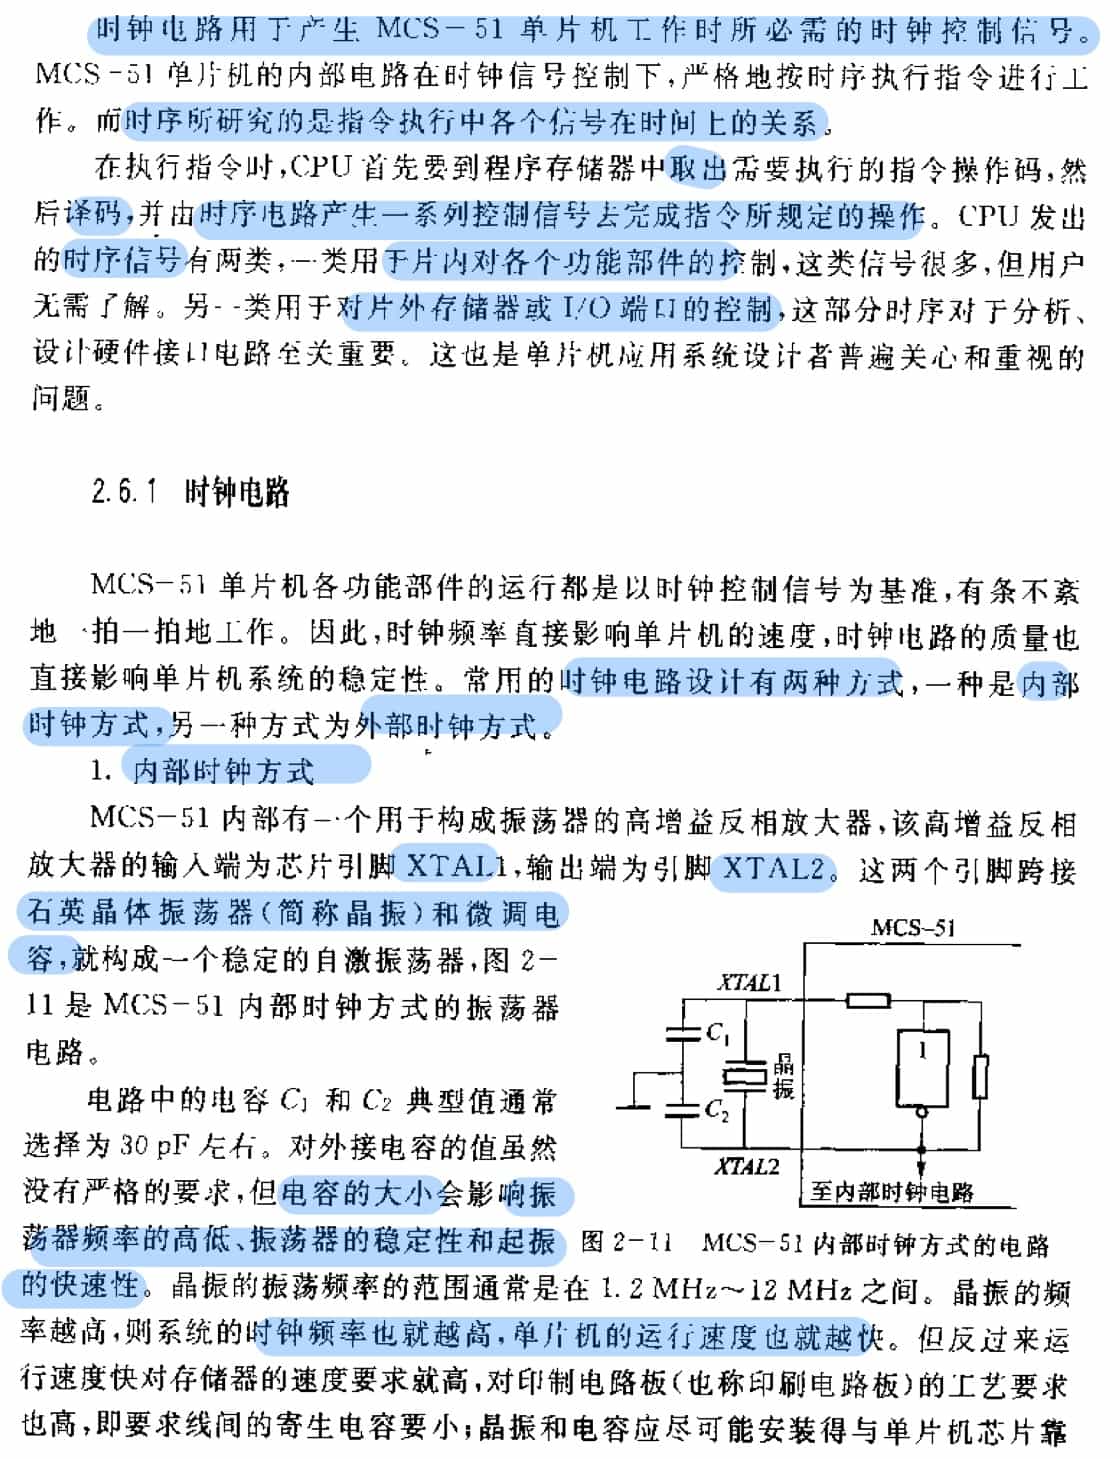 时钟电路用于产生 MCS-51 单片机工作时所必需的时钟控制信号。
MCS-51 单片机的内部电路在时钟信号控制下,严格地按时序执行指令进行工
作。而时序所研究的是指令执行中各个信号在时间上的关系。
在执行指令时,CPU 首先要到程序存储器中取出需要执行的指令操作码,然
后译码,并由时序电路产生一系列控制信号去完成指令所规定的操作。CPU 发出
的时序信号有两类,一类用于片内对各个功能部件的控制,这类信号很多,但用户
无需了解。另一类用于对片外存储器或 I/O 端口的控制,这部分时序对于分析、
设计硬件接口电路至关重要。这也是单片机应用系统设计者普遍关心和重视的
问题。
2.6.1 时钟电路
MCS-51 单片机各功能部件的运行都是以时钟控制信号为基准,有条不紊
地一拍一拍地工作。因此,时钟频率直接影响单片机的速度,时钟电路的质量也
直接影响单片机系统的稳定性。常用的时钟电路设计有两种方式,一种是内部
时钟方式,另一种方式为外部时钟方式。
1. 内部时钟方式
MCS-51 内部有一个用于构成振荡器的高增益反相放大器,该高增益反相
放大器的输入端为芯片引脚 XTAL1,输出端为引脚 XTAL2。这两个引脚跨接
石英晶体振荡器(简称晶振)和微调电
容,就构成一个稳定的自激振荡器,图 2-
11 是 MCS-51 内部时钟方式的振荡器
电路。
电路中的电容 C1 和 C2 典型值通常
选择为 30 pF 左右。对外接电容的值虽然
没有严格的要求,但电容的大小会影响振
荡器频率的高低、振荡器的稳定性和起振
的快速性。晶振的振荡频率的范围通常是在 1.2 MHz~12 MHz 之间。晶振的频
率越高,则系统的时钟频率也就越高,单片机的运行速度也就越快。但反过来运
行速度快对存储器的速度要求就高,对印制电路板(也称印刷电路板)的工艺要求
也高,即要求线间的寄生电容要小;晶振和电容应尽可能安装得与单片机芯片靠
MCS-51
XTAL1
C1
晶振
1
C2
XTAL2
至内部时钟电路
图 2-11 MCS-51 内部时钟方式的电路